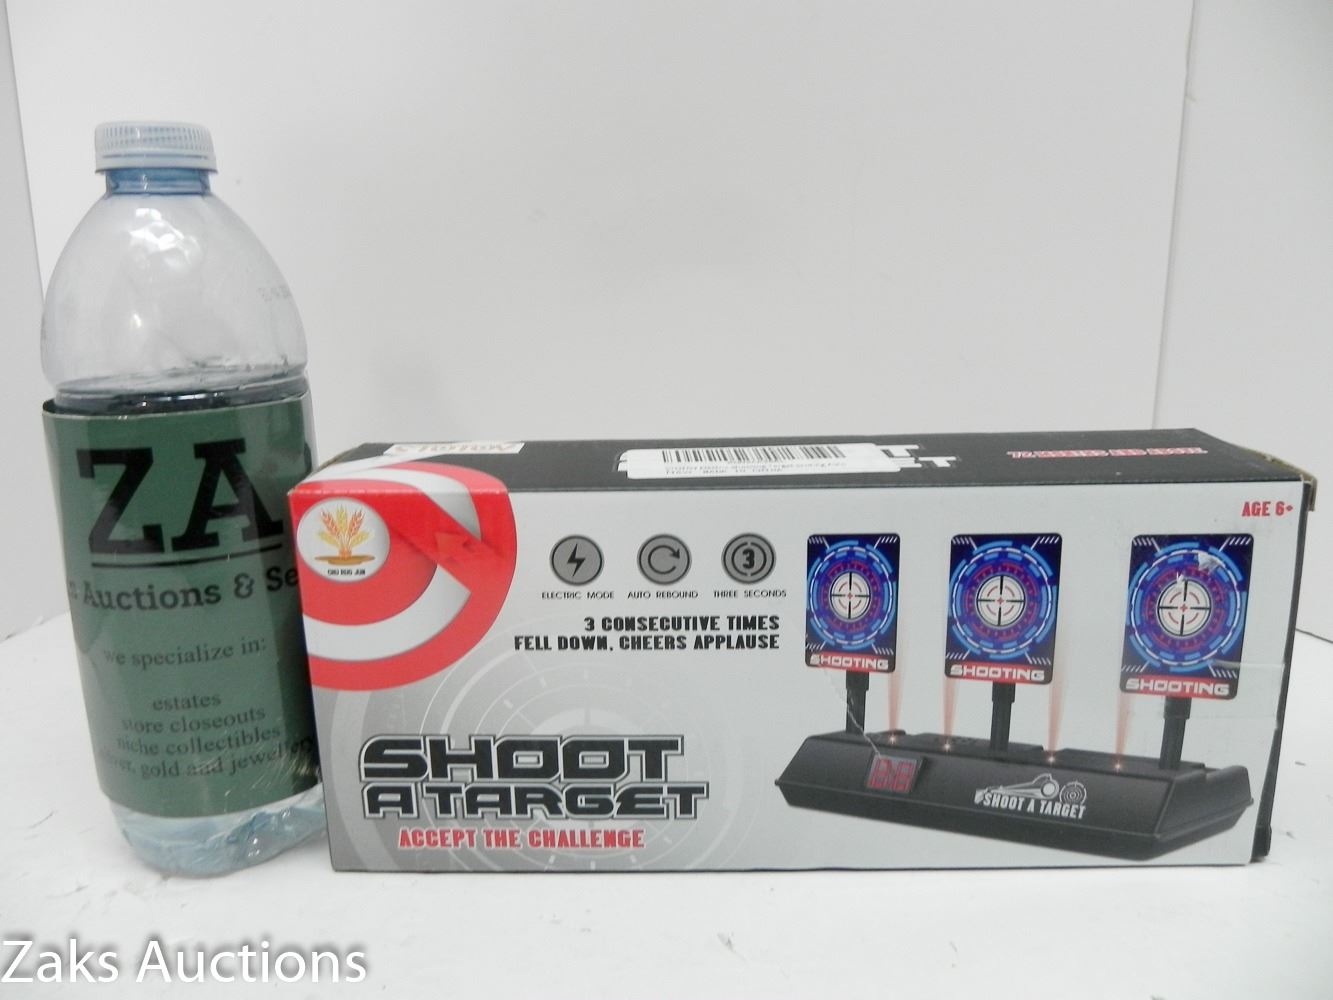 ZA
Auctions & Se
we specialize in:
estates
store closeouts
niche collectibles
gold and jewellery
AGE 6+
ELECTRIC MODE
AUTO REBOUND
3
THREE SECONDS
3 CONSECUTIVE TIMES
FELL DOWN, CHEERS APPLAUSE
SHOOTING
SHOOTING
SHOOTING
SHOOT
A TARGET
ACCEPT THE CHALLENGE
SHOOT A TARGET
Zaks Auctions